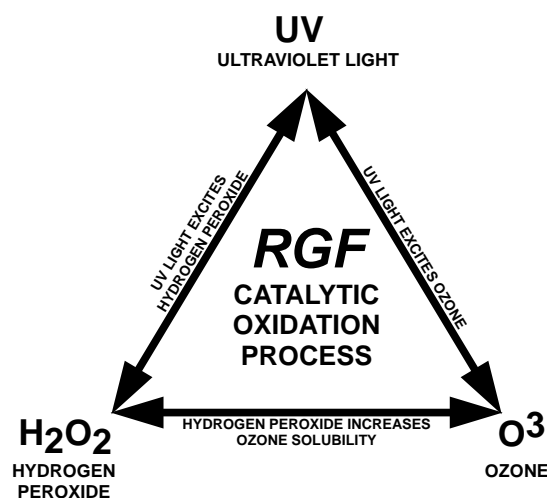 UV
ULTRAVIOLET LIGHT
UV LIGHT EXCITES
HYDROGEN PEROXIDE
UV LIGHT EXCITES OZONE
RGF
CATALYTIC
OXIDATION
PROCESS
H₂O₂
HYDROGEN
PEROXIDE
HYDROGEN PEROXIDE INCREASES
OZONE SOLUBILITY
O³
OZONE